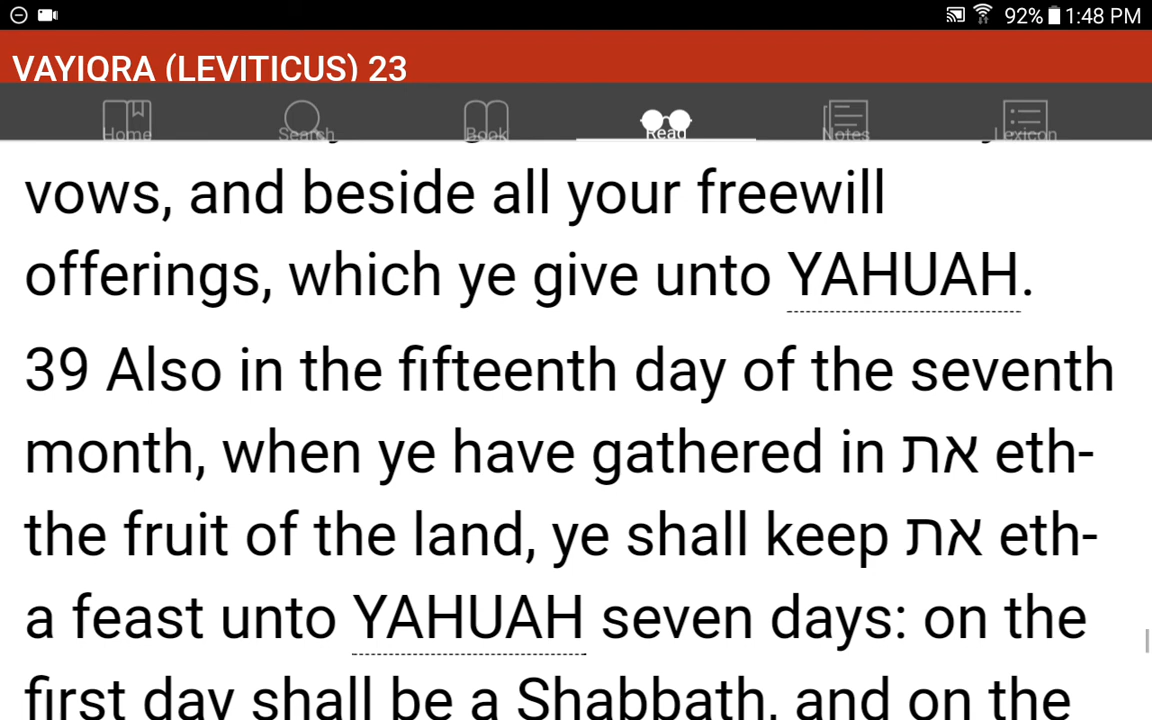 92% 1:48 PM
VAYIQRA (LEVITICUS) 23
Home Search Book Read Notes Lexicon
vows, and beside all your freewill
offerings, which ye give unto YAHUAH.
39 Also in the fifteenth day of the seventh
month, when ye have gathered in את eth-
the fruit of the land, ye shall keep את eth-
a feast unto YAHUAH seven days: on the
first day shall be a Shabbath, and on the